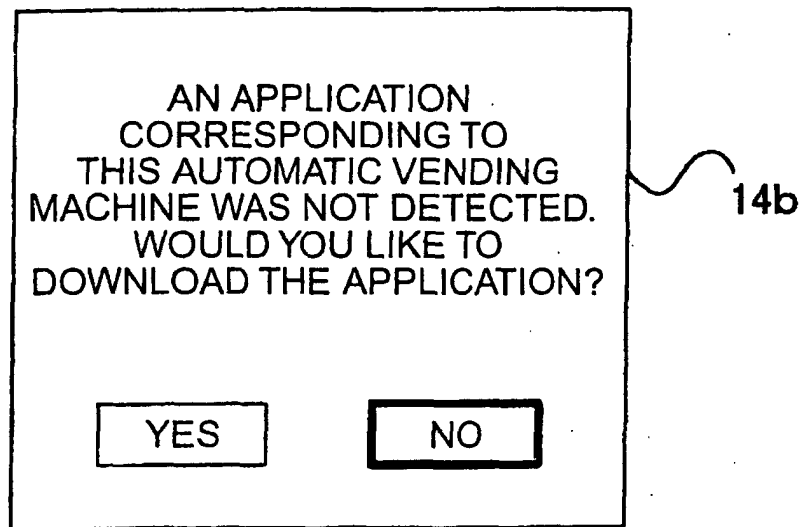 AN APPLICATION
CORRESPONDING TO
THIS AUTOMATIC VENDING
MACHINE WAS NOT DETECTED.
WOULD YOU LIKE TO
DOWNLOAD THE APPLICATION?
14b
YES NO